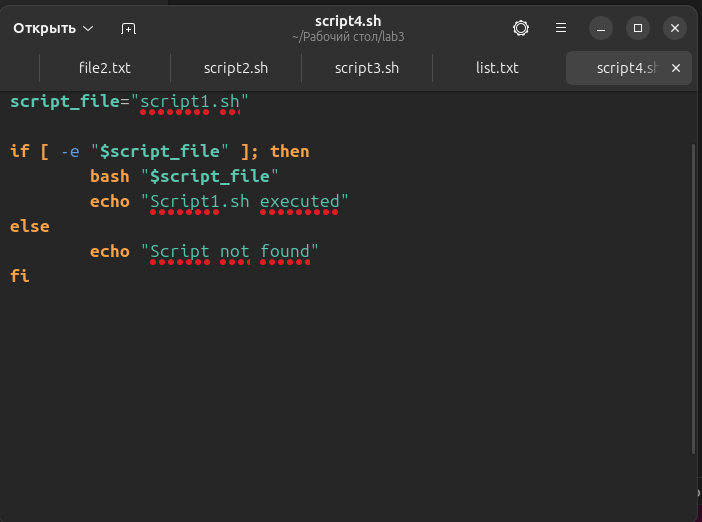 Открыть
script4.sh
~/Рабочий стол/lab3
file2.txt
script2.sh
script3.sh
list.txt
script4.sh
script_file="script1.sh"
if [ -e "$script_file" ]; then
bash "$script_file"
echo "Script1.sh executed"
else
echo "Script not found"
fi